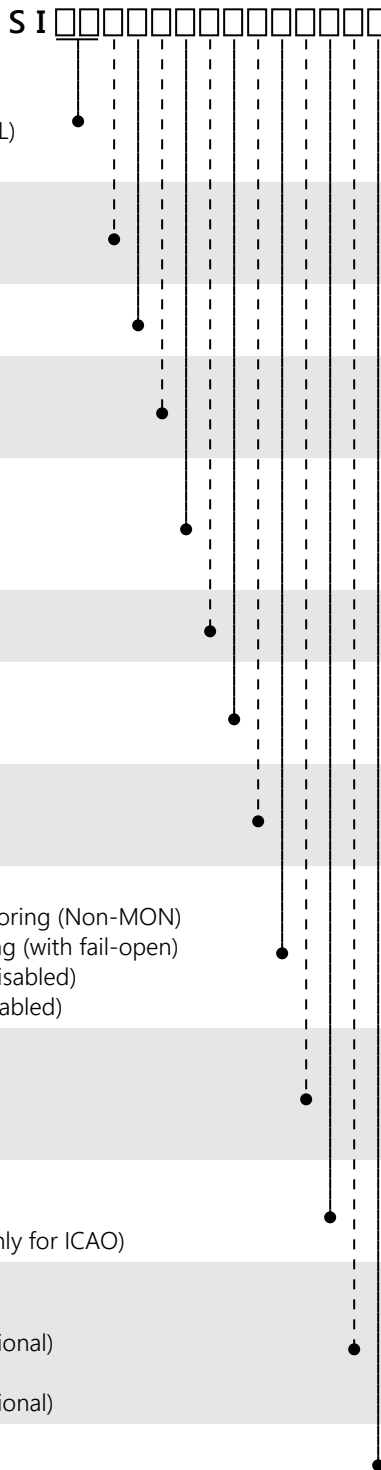 S I
L)
oring (Non-MON)
g (with fail-open)
isabled)
abled)
nly for ICAO)
ional)
ional)